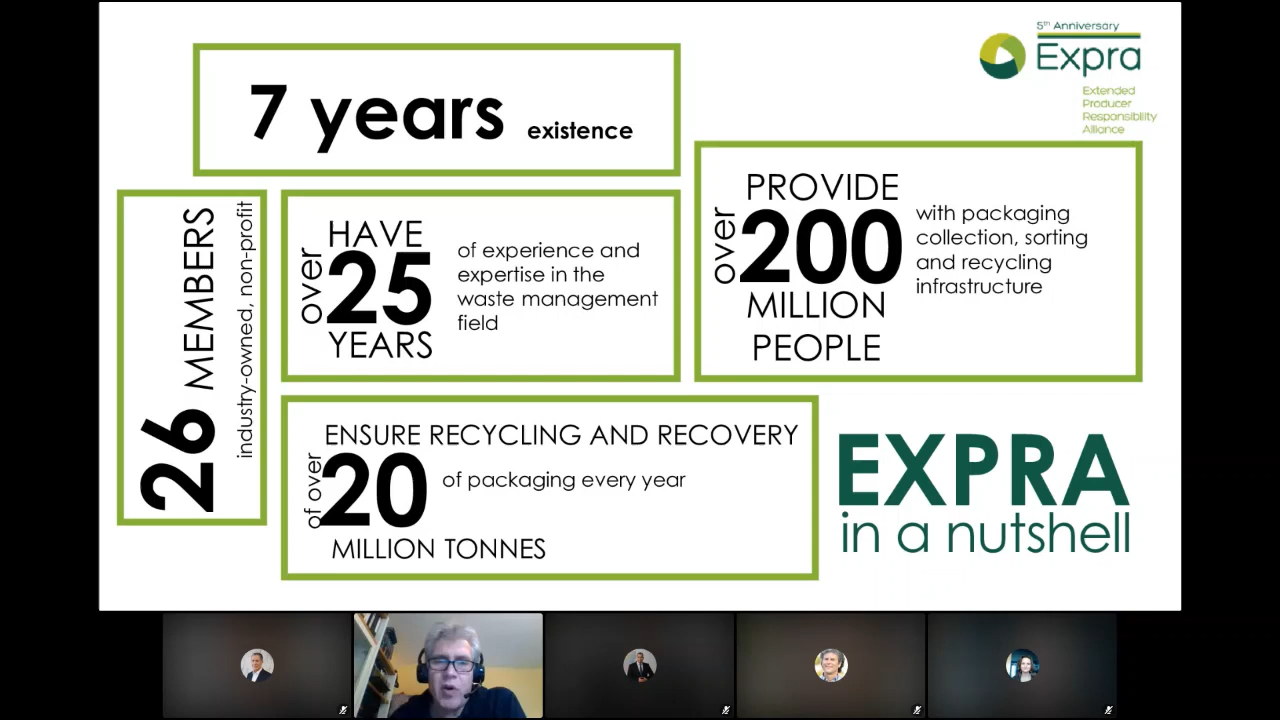 5th Anniversary
Expra
Extended
Producer
Responsibility
Alliance
7 years existence
26 MEMBERS
industry-owned, non-profit
HAVE
over 25
YEARS
of experience and
expertise in the
waste management
field
PROVIDE
over 200
MILLION
PEOPLE
with packaging
collection, sorting
and recycling
infrastructure
ENSURE RECYCLING AND RECOVERY
of over 20 of packaging every year
MILLION TONNES
EXPRA
in a nutshell